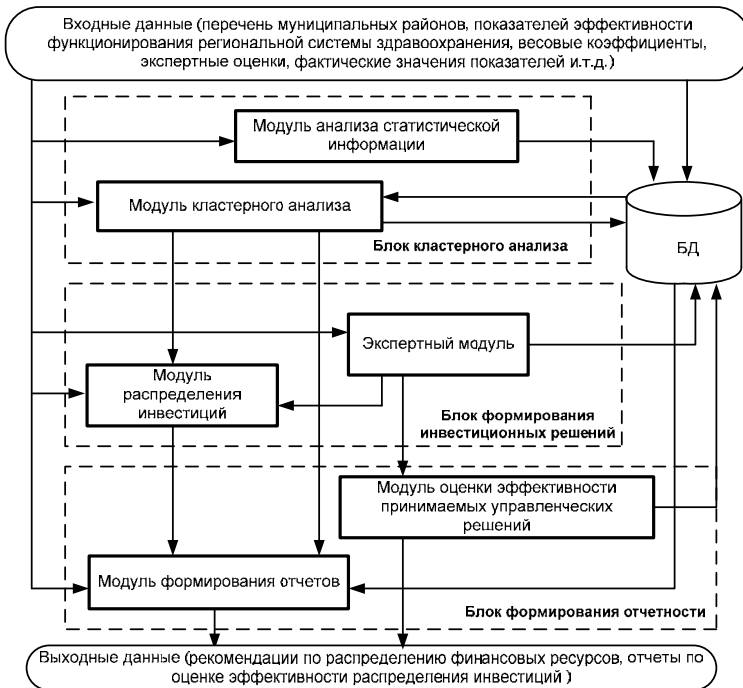 Входные данные (перечень муниципальных районов, показателей эффективности
функционирования региональной системы здравоохранения, весовые коэффициенты,
экспертные оценки, фактические значения показателей и.т.д.)
Модуль анализа статистической
информации
Модуль кластерного анализа
Блок кластерного анализа
БД
Экспертный модуль
Модуль
распределения
инвестиций
Блок формирования
инвестиционных решений
Модуль оценки эффективности
принимаемых управленческих
решений
Модуль формирования отчетов
Блок формирования отчетности
Выходные данные (рекомендации по распределению финансовых ресурсов, отчеты по
оценке эффективности распределения инвестиций)